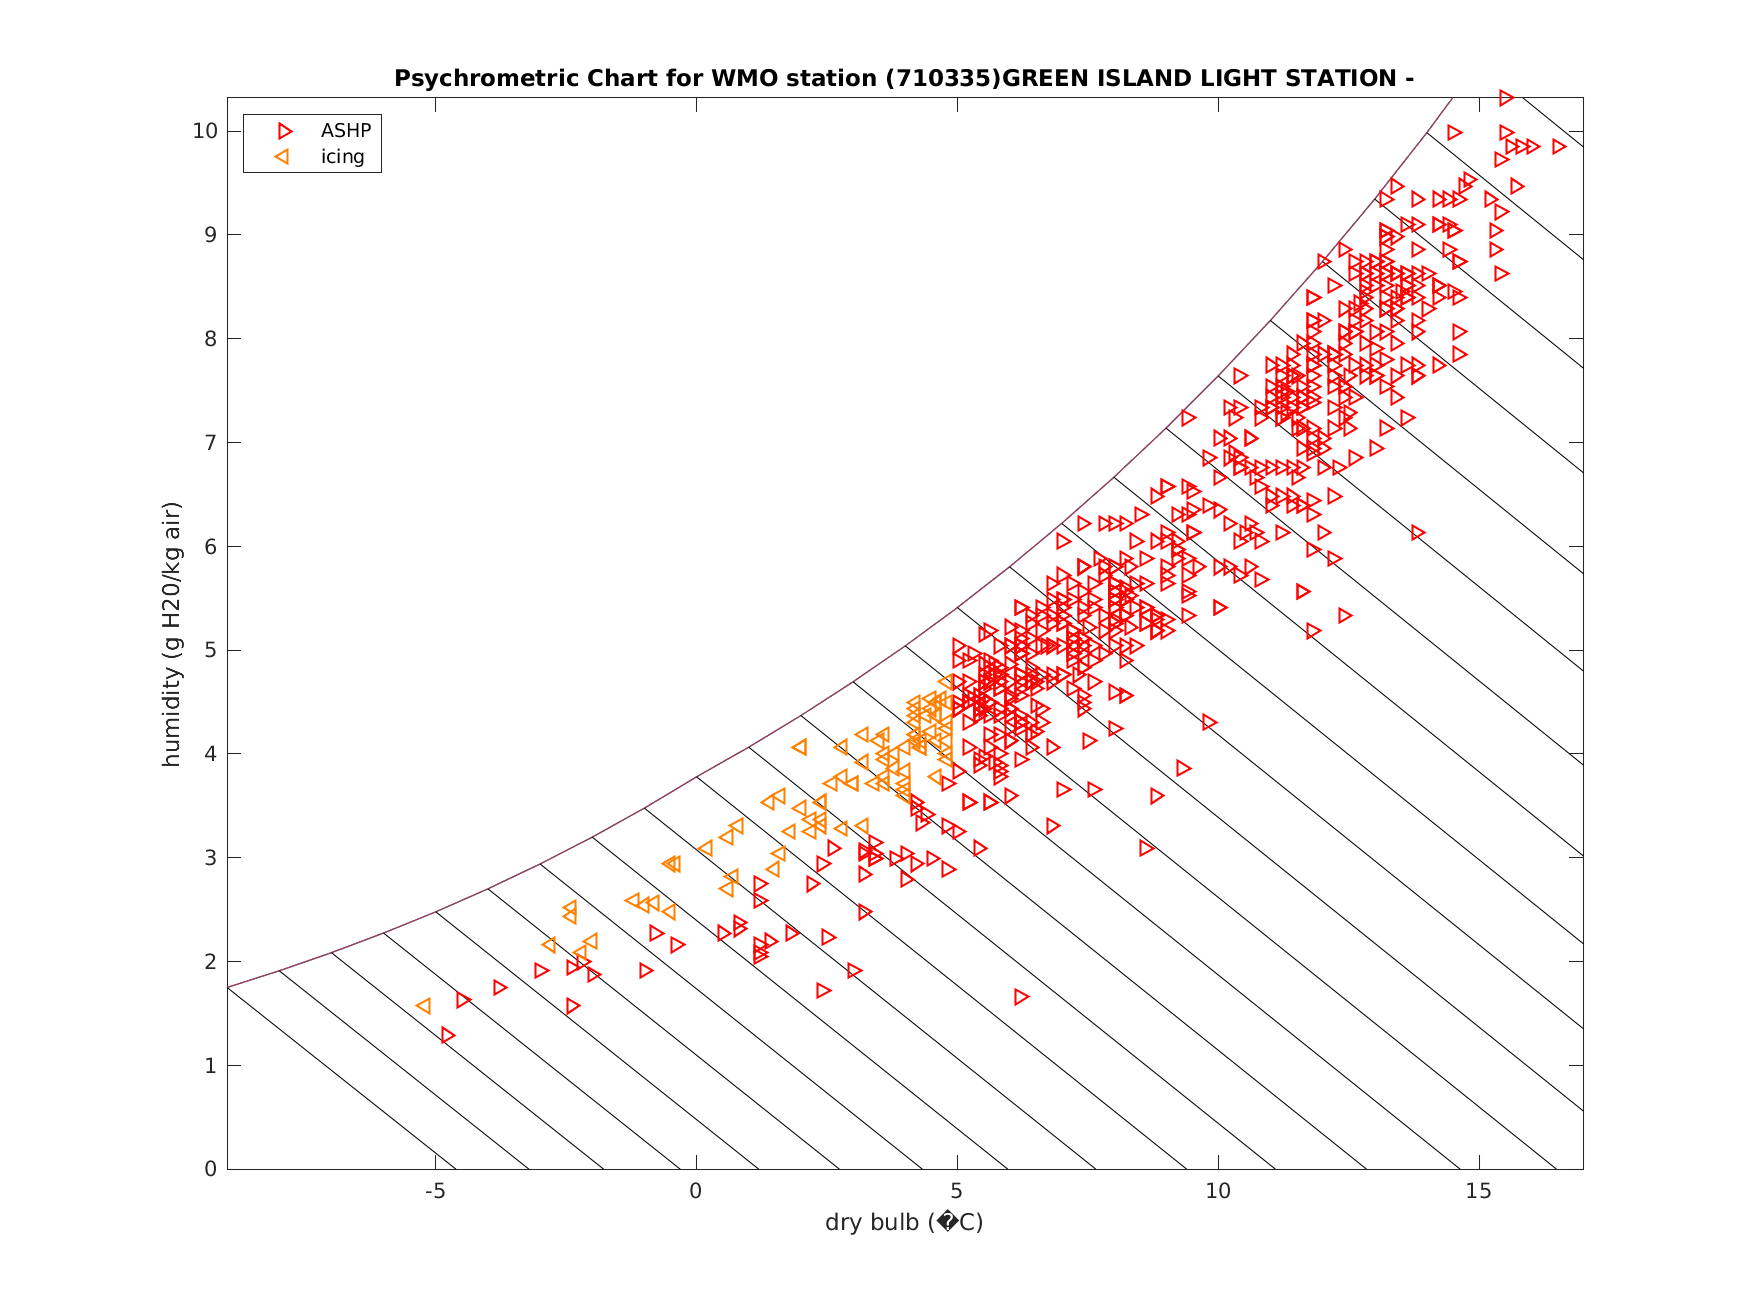 Psychrometric Chart for WMO station (710335)GREEN ISLAND LIGHT STATION -
ASHP
icing
10
9
8
7
6
5
4
3
2
1
0
humidity (g H20/kg air)
-5 0 5 10 15
dry bulb (�C)